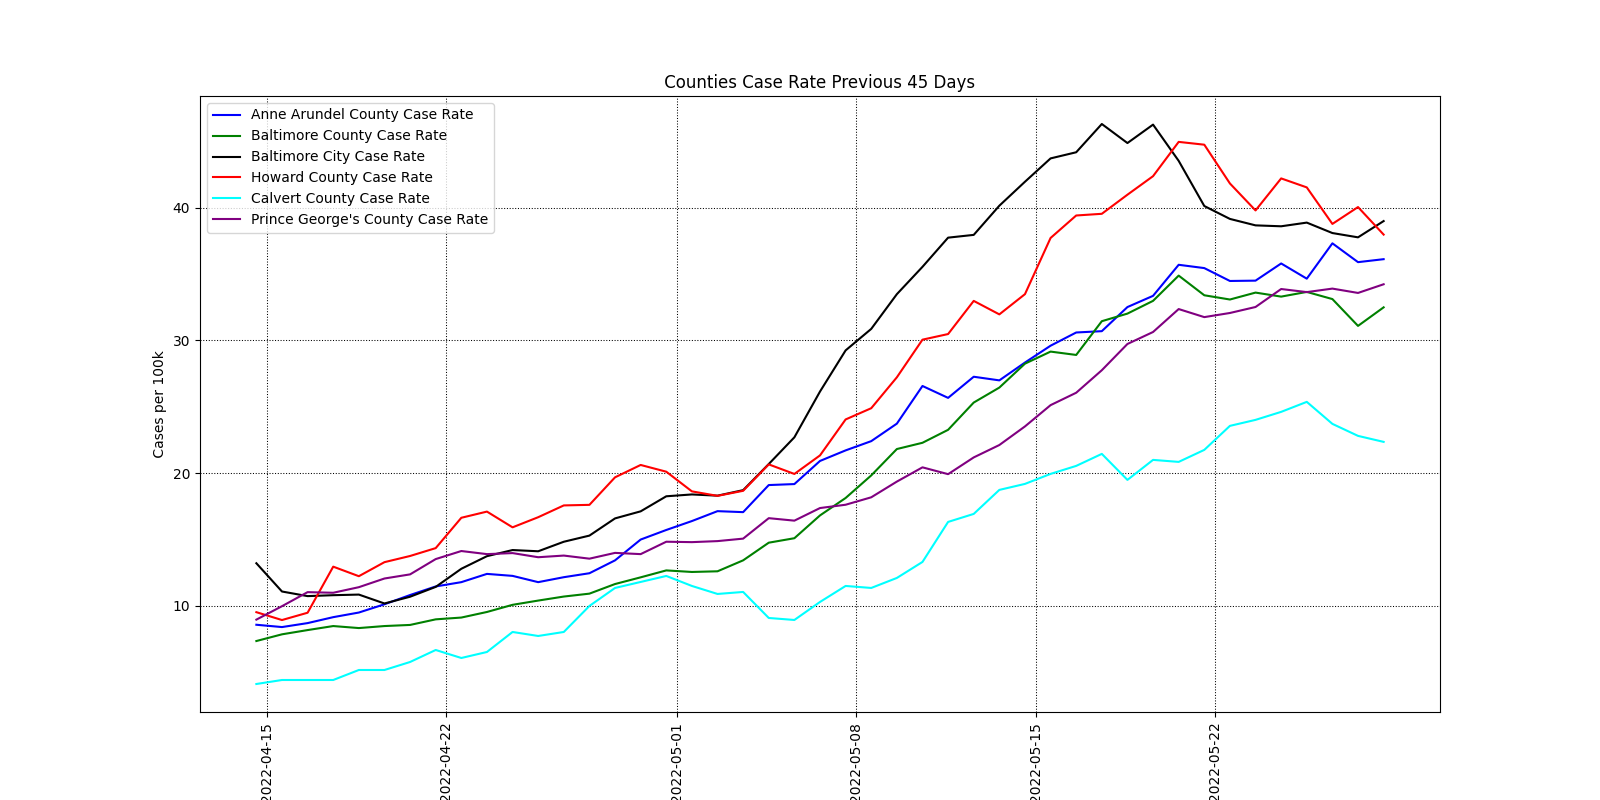 Counties Case Rate Previous 45 Days
Anne Arundel County Case Rate
Baltimore County Case Rate
Baltimore City Case Rate
Howard County Case Rate
Calvert County Case Rate
Prince George's County Case Rate
Cases per 100k
40
30
20
10
2022-04-15
2022-04-22
2022-05-01
2022-05-08
2022-05-15
2022-05-22